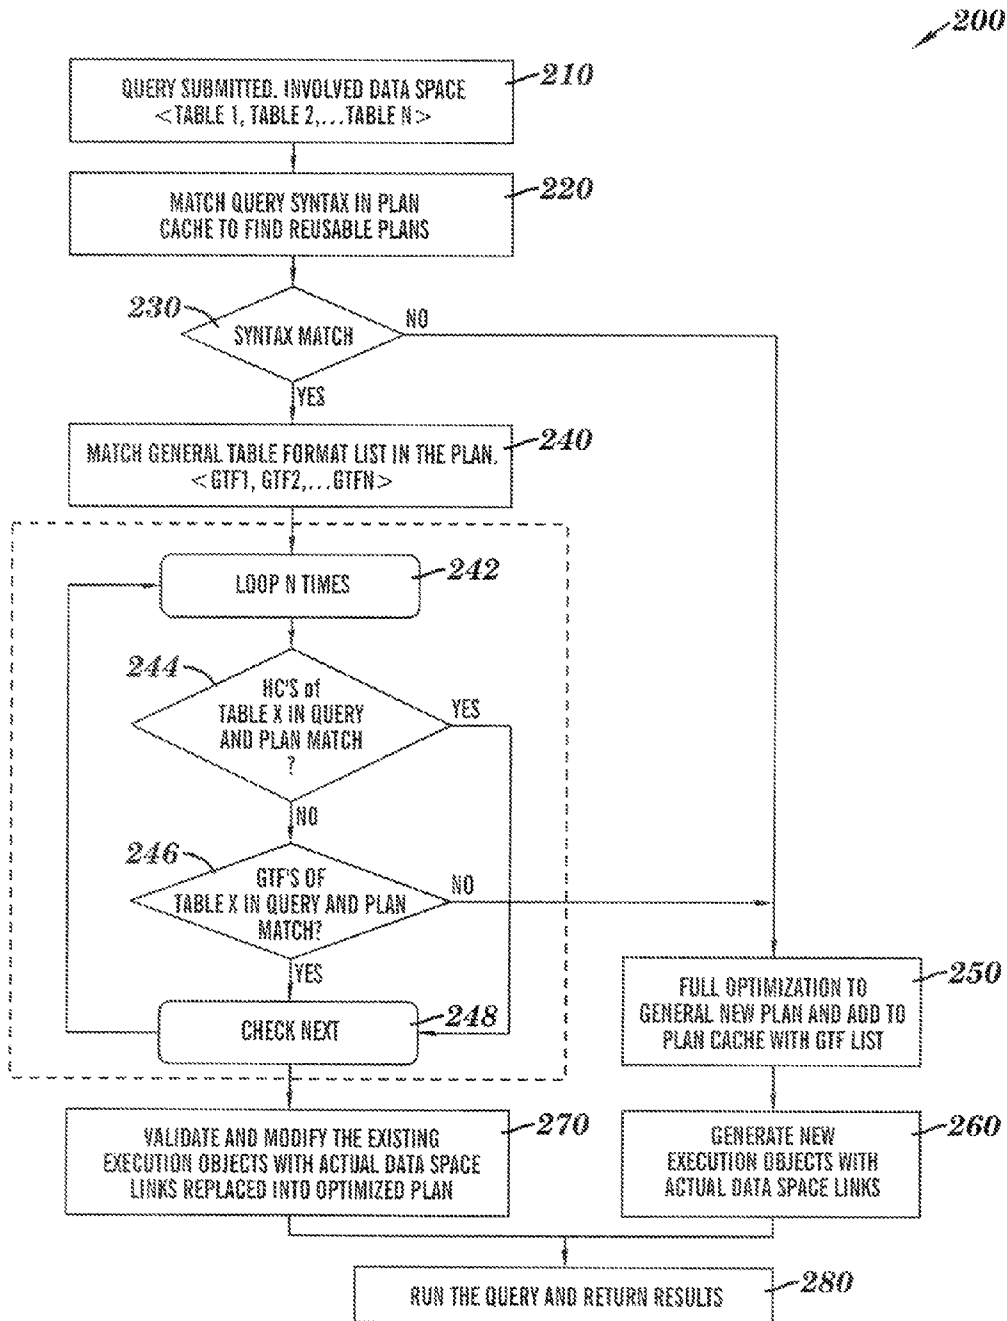 200
QUERY SUBMITTED. INVOLVED DATA SPACE
<TABLE 1, TABLE 2,...TABLE N>
210
MATCH QUERY SYNTAX IN PLAN
CACHE TO FIND REUSABLE PLANS
220
230
SYNTAX MATCH
NO
YES
MATCH GENERAL TABLE FORMAT LIST IN THE PLAN.
<GTF1, GTF2,...GTFN>
240
LOOP N TIMES
242
244
HC'S of
TABLE X IN QUERY
AND PLAN MATCH
?
YES
NO
246
GTF'S OF
TABLE X IN QUERY AND PLAN
MATCH?
NO
YES
CHECK NEXT
248
FULL OPTIMIZATION TO
GENERAL NEW PLAN AND ADD TO
PLAN CACHE WITH GTF LIST
250
VALIDATE AND MODIFY THE EXISTING
EXECUTION OBJECTS WITH ACTUAL DATA SPACE
LINKS REPLACED INTO OPTIMIZED PLAN
270
GENERATE NEW
EXECUTION OBJECTS WITH
ACTUAL DATA SPACE LINKS
260
RUN THE QUERY AND RETURN RESULTS
280